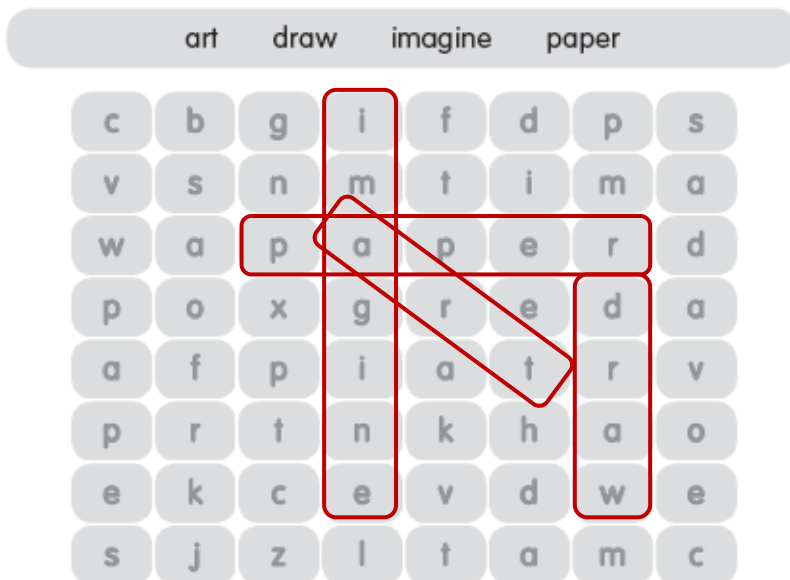 art draw imagine paper
c b g i f d p s
v s n m t i m a
w a p a p e r d
p o x g r e d a
a f p i a t r v
p r t n k h a o
e k c e v d w e
s j z l t a m c